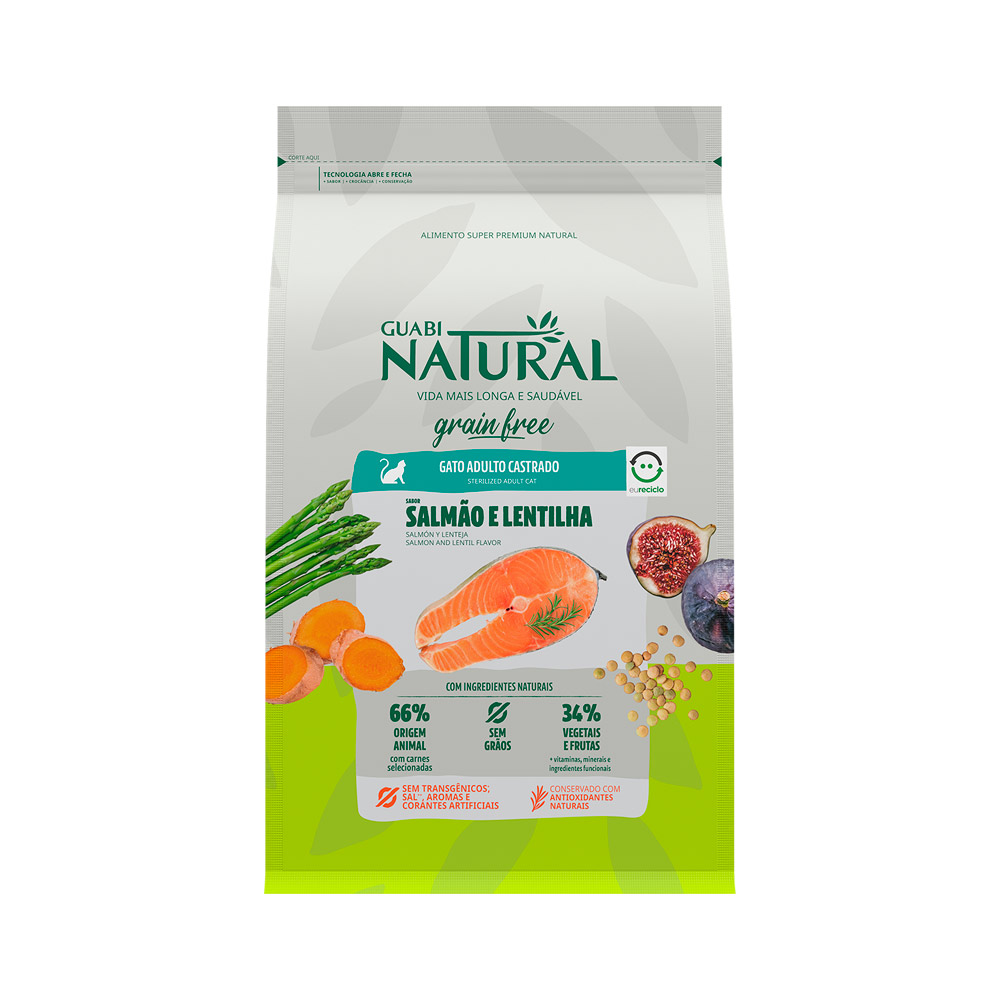 CORTE AQUI
TECNOLOGIA ABRE E FECHA
+ SABOR | + CROCÂNCIA | + CONSERVAÇÃO
ALIMENTO SUPER PREMIUM NATURAL
GUABI
NATURAL
VIDA MAIS LONGA E SAUDÁVEL
grain free
GATO ADULTO CASTRADO
STERILIZED ADULT CAT
eureciclo
SABOR
SALMÃO E LENTILHA
SALMÓN Y LENTEJA
SALMON AND LENTIL FLAVOR
COM INGREDIENTES NATURAIS
66%
ORIGEM
ANIMAL
com carnes
selecionadas
SEM
GRÃOS
34%
VEGETAIS
E FRUTAS
+ vitaminas, minerais e
ingredientes funcionais
SEM TRANSGÊNICOS;
SAL**, AROMAS E
CORANTES ARTIFICIAIS
CONSERVADO COM
ANTIOXIDANTES
NATURAIS